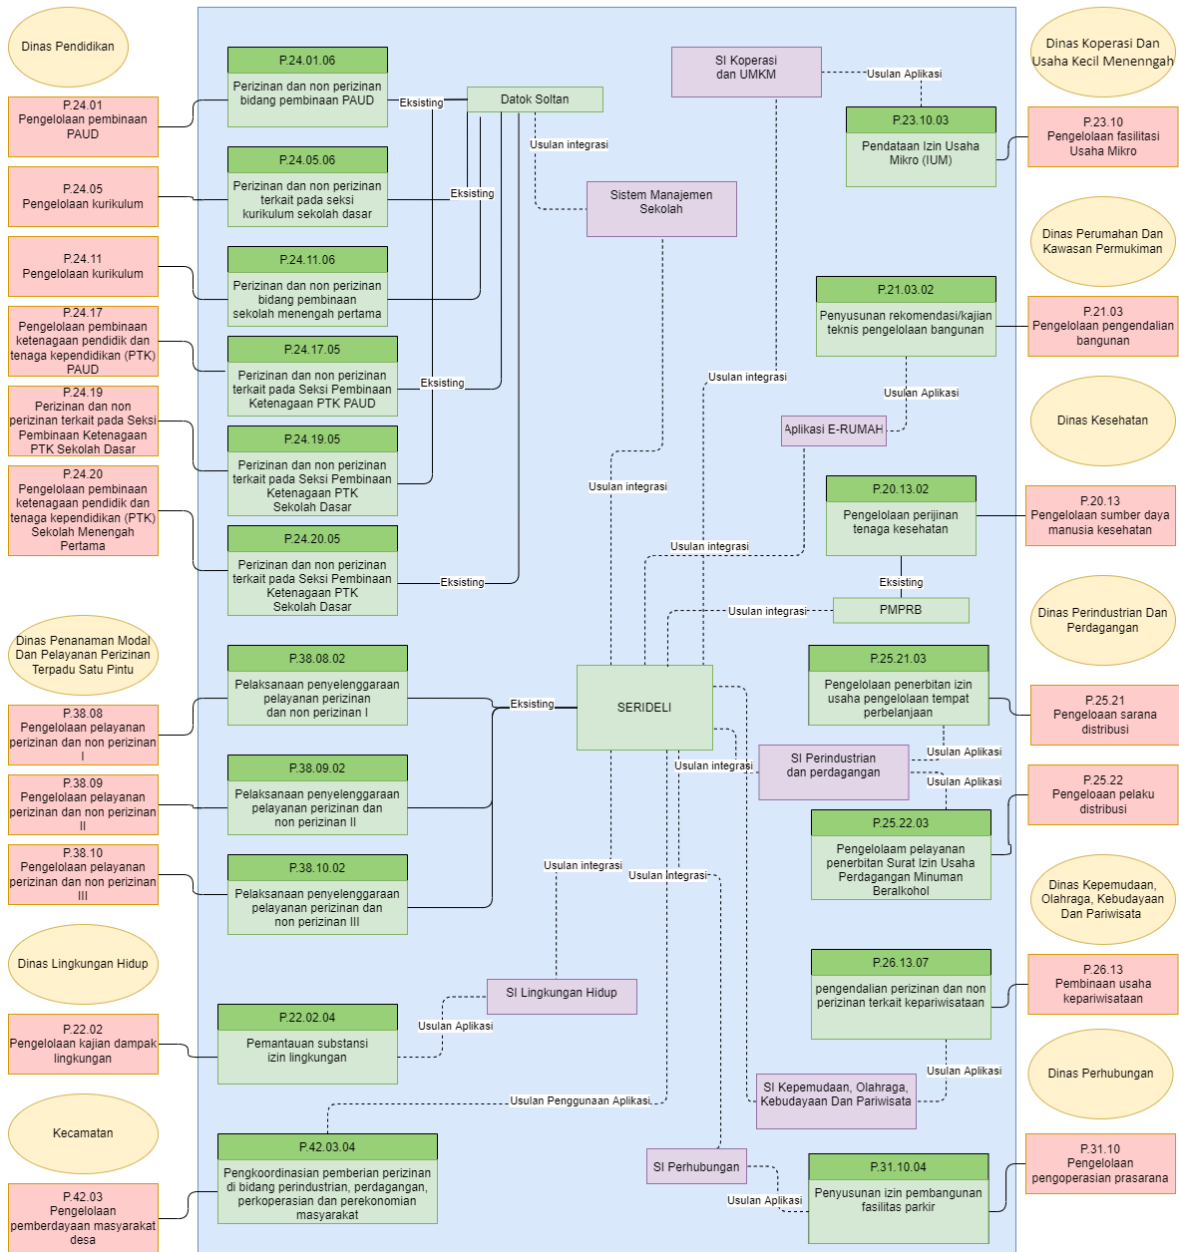 Dinas Pendidikan
P.24.01
Pengelolaan pembinaan
PAUD
P.24.05
Pengelolaan kurikulum
P.24.11
Pengelolaan kurikulum
P.24.17
Pengelolaan pembinaan
ketenagaan pendidik dan
tenaga kependidikan (PTK)
PAUD
P.24.19
Perizinan dan non
perizinan terkait pada Seksi
Pembinaan Ketenagaan
PTK Sekolah Dasar
P.24.20
Pengelolaan pembinaan
ketenagaan pendidik dan
tenaga kependidikan (PTK)
Sekolah Menengah
Pertama
Dinas Penanaman Modal
Dan Pelayanan Perizinan
Terpadu Satu Pintu
P.38.08
Pengelolaan pelayanan
perizinan dan non perizinan
I
P.38.09
Pengelolaan pelayanan
perizinan dan non perizinan
II
P.38.10
Pengelolaan pelayanan
perizinan dan non perizinan
III
Dinas Lingkungan Hidup
P.22.02
Pengelolaan kajian dampak
lingkungan
Kecamatan
P.42.03
Pengelolaan
pemberdayaan masyarakat
desa
P.24.01.06
Perizinan dan non perizinan
bidang pembinaan PAUD
P.24.05.06
Perizinan dan non perizinan
terkait pada seksi
kurikulum sekolah dasar
P.24.11.06
Perizinan dan non perizinan
bidang pembinaan
sekolah menengah pertama
P.24.17.05
Perizinan dan non perizinan
terkait pada Seksi Pembinaan
Ketenagaan PTK PAUD
P.24.19.05
Perizinan dan non perizinan
terkait pada Seksi Pembinaan
Ketenagaan PTK
Sekolah Dasar
P.24.20.05
Perizinan dan non perizinan
terkait pada Seksi Pembinaan
Ketenagaan PTK
Sekolah Dasar
P.38.08.02
Pelaksanaan penyelenggaraan
pelayanan perizinan
dan non perizinan I
P.38.09.02
Pelaksanaan penyelenggaraan
pelayanan perizinan dan
non perizinan II
P.38.10.02
Pelaksanaan penyelenggaraan
pelayanan perizinan dan
non perizinan III
P.22.02.04
Pemantauan substansi
izin lingkungan
P.42.03.04
Pengkoordinasian pemberian perizinan
di bidang perindustrian, perdagangan,
perkoperasian dan perekonomian
masyarakat
Eksisting
Eksisting
Eksisting
Eksisting
Eksisting
Datok Soltan
Usulan integrasi
Sistem Manajemen
Sekolah
Usulan integrasi
SI Koperasi
dan UMKM
Usulan Aplikasi
Usulan integrasi
Aplikasi E-RUMAH
Usulan Aplikasi
Usulan integrasi
Eksisting
PMPRB
Usulan integrasi
SERIDELI
Usulan integrasi
SI Perindustrian
dan perdagangan
Usulan Aplikasi
Usulan Aplikasi
Usulan integrasi
Usulan Integrasi
SI Lingkungan Hidup
Usulan Aplikasi
Usulan Penggunaan Aplikasi
SI Kepemudaan, Olahraga,
Kebudayaan Dan Pariwisata
Usulan Aplikasi
SI Perhubungan
Usulan Aplikasi
P.23.10.03
Pendataan Izin Usaha
Mikro (IUM)
P.21.03.02
Penyusunan rekomendasi/kajian
teknis pengelolaan bangunan
P.20.13.02
Pengelolaan perijinan
tenaga kesehatan
P.25.21.03
Pengelolaan penerbitan izin
usaha pengelolaan tempat
perbelanjaan
P.25.22.03
Pengelolaam pelayanan
penerbitan Surat Izin Usaha
Perdagangan Minuman
Beralkohol
P.26.13.07
pengendalian perizinan dan non
perizinan terkait kepariwisataan
P.31.10.04
Penyusunan izin pembangunan
fasilitas parkir
Dinas Koperasi Dan
Usaha Kecil Menenngah
P.23.10
Pengelolaan fasilitasi
Usaha Mikro
Dinas Perumahan Dan
Kawasan Permukiman
P.21.03
Pengelolaan pengendalian
bangunan
Dinas Kesehatan
P.20.13
Pengelolaan sumber daya
manusia kesehatan
Dinas Perindustrian Dan
Perdagangan
P.25.21
Pengeloaan sarana
distribusi
P.25.22
Pengeloaan pelaku
distribusi
Dinas Kepemudaan,
Olahraga, Kebudayaan
Dan Pariwisata
P.26.13
Pembinaan usaha
kepariwisataan
Dinas Perhubungan
P.31.10
Pengelolaan
pengoperasian prasarana